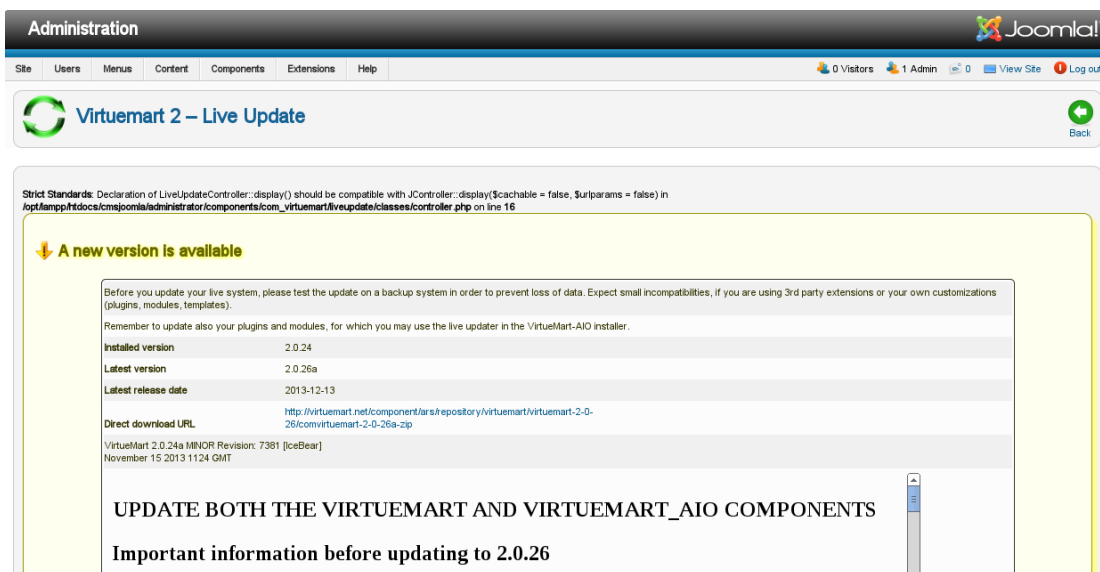 Administration
Joomla!
Site Users Menus Content Components Extensions Help 0 Visitors 1 Admin 0 View Site Log out
Virtuemart 2 – Live Update
Back
Strict Standards: Declaration of LiveUpdateController::display() should be compatible with JController::display($cachable = false, $urlparams = false) in
/opt/lampp/htdocs/cmsjoomla/administrator/components/com_virtuemart/liveupdate/classes/controller.php on line 16
A new version is available
Before you update your live system, please test the update on a backup system in order to prevent loss of data. Expect small incompatibilities, if you are using 3rd party extensions or your own customizations
(plugins, modules, templates).
Remember to update also your plugins and modules, for which you may use the live updater in the VirtueMart-AIO installer.
Installed version 2.0.24
Latest version 2.0.26a
Latest release date 2013-12-13
Direct download URL http://virtuemart.net/component/ars/repository/virtuemart/virtuemart-2-0-
26/comvirtuemart-2-0-26a-zip
VirtueMart 2.0.24a MINOR Revision: 7381 [IceBear]
November 15 2013 1124 GMT
UPDATE BOTH THE VIRTUEMART AND VIRTUEMART_AIO COMPONENTS
Important information before updating to 2.0.26